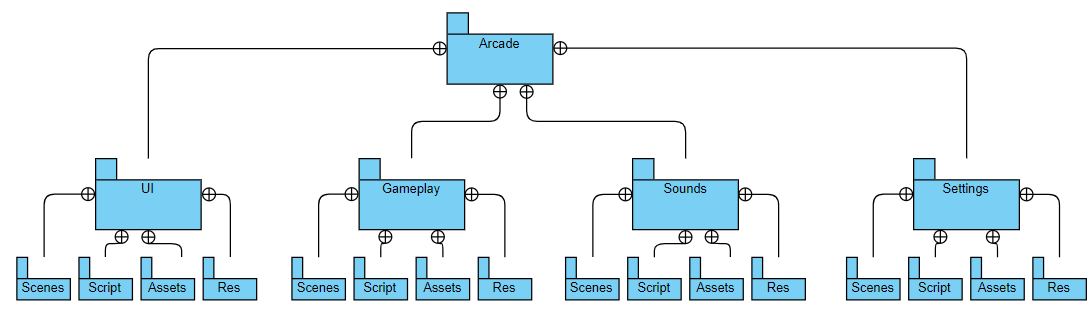 Arcade
UI
Gameplay
Sounds
Settings
Scenes
Script
Assets
Res
Scenes
Script
Assets
Res
Scenes
Script
Assets
Res
Scenes
Script
Assets
Res